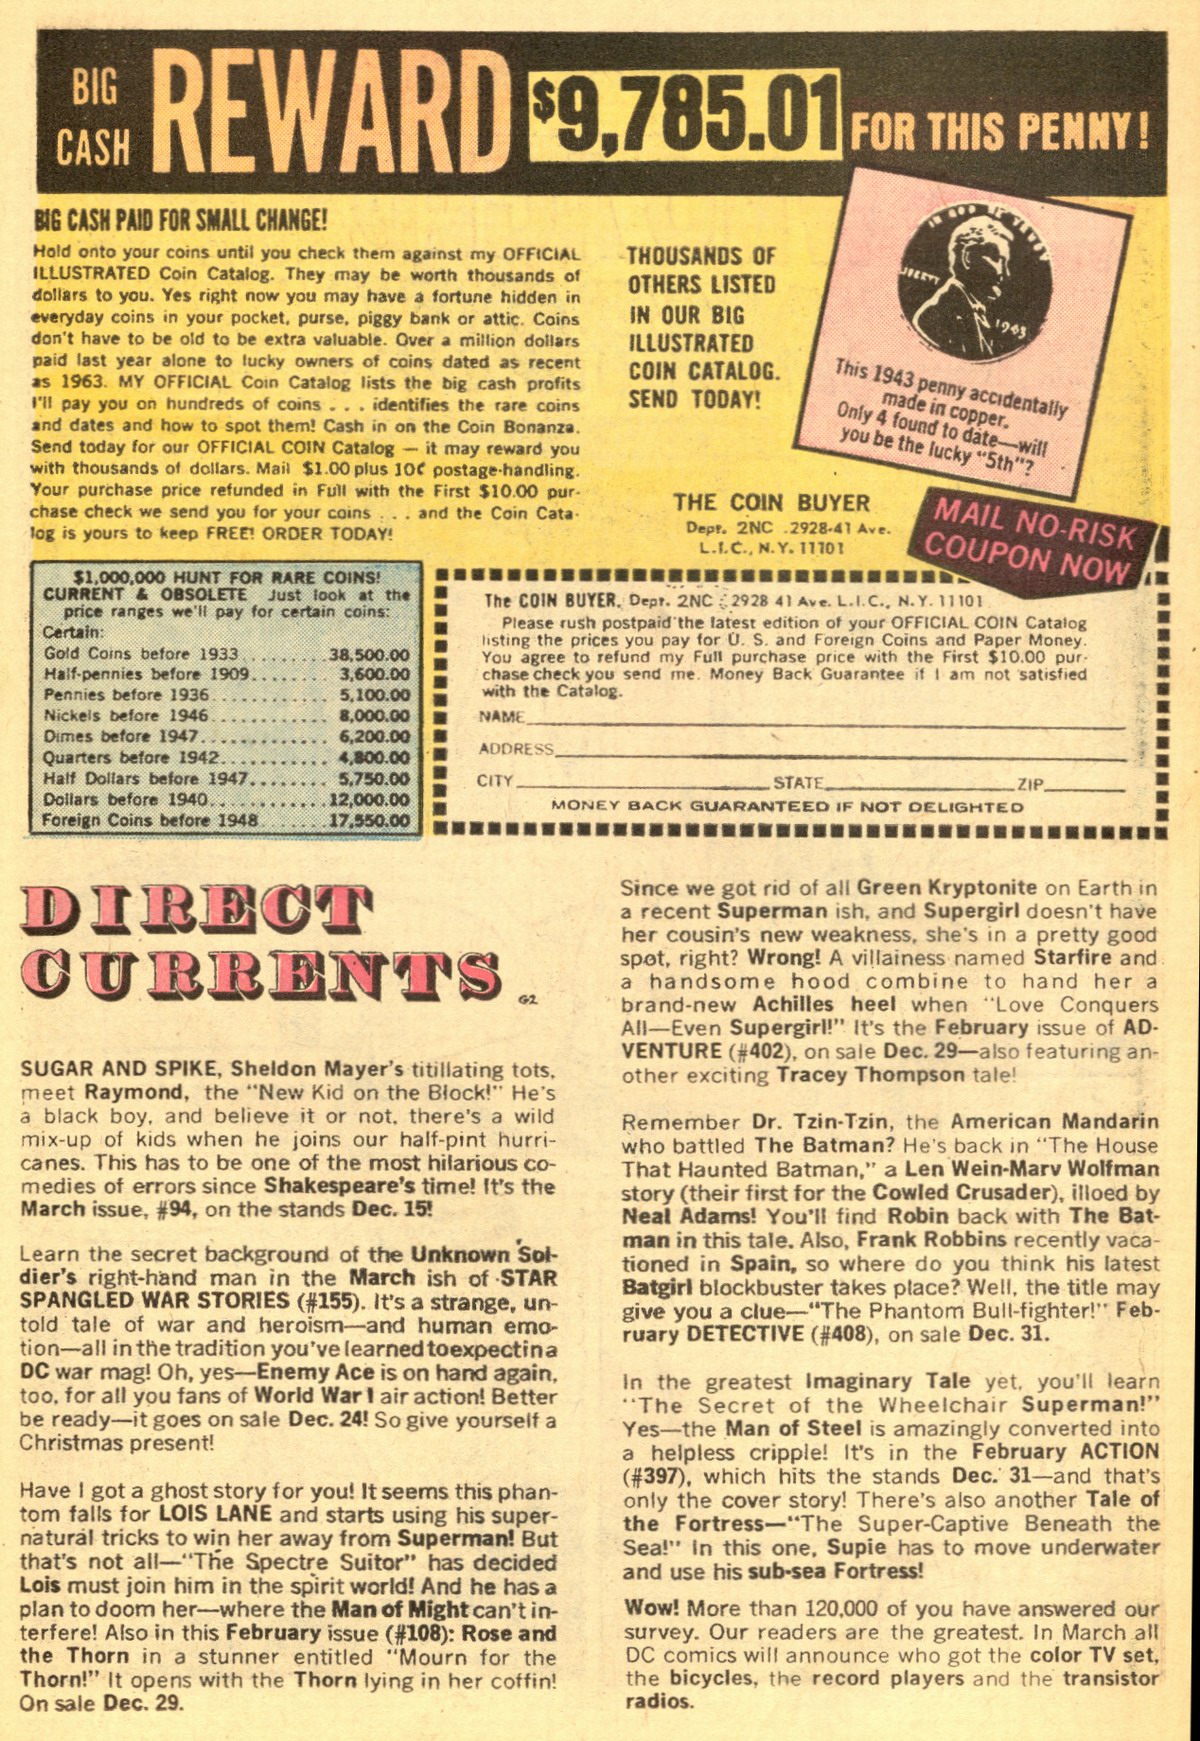 BIG
CASH
REWARD
$9,785.01
FOR THIS PENNY!
BIG CASH PAID FOR SMALL CHANGE!
Hold onto your coins until you check them against my OFFICIAL
ILLUSTRATED Coin Catalog. They may be worth thousands of
dollars to you. Yes right now you may have a fortune hidden in
everyday coins in your pocket, purse, piggy bank or attic. Coins
don't have to be old to be extra valuable. Over a million dollars
paid last year alone to lucky owners of coins dated as recent
as 1963. MY OFFICIAL Coin Catalog lists the big cash profits
I'll pay you on hundreds of coins . . . identifies the rare coins
and dates and how to spot them! Cash in on the Coin Bonanza.
Send today for our OFFICIAL COIN Catalog — it may reward you
with thousands of dollars. Mail $1.00 plus 10¢ postage-handling.
Your purchase price refunded in Full with the First $10.00 pur-
chase check we send you for your coins . . . and the Coin Cata-
log is yours to keep FREE! ORDER TODAY!
THOUSANDS OF
OTHERS LISTED
IN OUR BIG
ILLUSTRATED
COIN CATALOG.
SEND TODAY!
IN GOD WE TRUST
LIBERTY
1943
This 1943 penny accidentally
made in copper.
Only 4 found to date—will
you be the lucky "5th"?
THE COIN BUYER
Dept. 2NC .2928-41 Ave.
L.I.C., N.Y. 11101
MAIL NO-RISK
COUPON NOW
$1,000,000 HUNT FOR RARE COINS!
CURRENT & OBSOLETE Just look at the
price ranges we'll pay for certain coins:
Certain:
Gold Coins before 1933 ........ 38,500.00
Half-pennies before 1909 ....... 3,600.00
Pennies before 1936 ............ 5,100.00
Nickels before 1946 ............ 8,000.00
Dimes before 1947 ............. 6,200.00
Quarters before 1942 ........... 4,800.00
Half Dollars before 1947 ........ 5,750.00
Dollars before 1940 ............ 12,000.00
Foreign Coins before 1948 ...... 17,550.00
The COIN BUYER, Dept. 2NC 2928 41 Ave. L.I.C., N.Y. 11101
Please rush postpaid the latest edition of your OFFICIAL COIN Catalog
listing the prices you pay for U. S. and Foreign Coins and Paper Money.
You agree to refund my Full purchase price with the First $10.00 pur-
chase check you send me. Money Back Guarantee if I am not satisfied
with the Catalog.
NAME
ADDRESS
CITY STATE ZIP
MONEY BACK GUARANTEED IF NOT DELIGHTED
DIRECT
CURRENTS
G2
SUGAR AND SPIKE, Sheldon Mayer's titillating tots,
meet Raymond, the "New Kid on the Block!" He's
a black boy, and believe it or not, there's a wild
mix-up of kids when he joins our half-pint hurri-
canes. This has to be one of the most hilarious co-
medies of errors since Shakespeare's time! It's the
March issue, #94, on the stands Dec. 15!
Learn the secret background of the Unknown Sol-
dier's right-hand man in the March ish of STAR
SPANGLED WAR STORIES (#155). It's a strange, un-
told tale of war and heroism—and human emo-
tion—all in the tradition you've learned to expect in a
DC war mag! Oh, yes—Enemy Ace is on hand again,
too, for all you fans of World War I air action! Better
be ready—it goes on sale Dec. 24! So give yourself a
Christmas present!
Have I got a ghost story for you! It seems this phan-
tom falls for LOIS LANE and starts using his super-
natural tricks to win her away from Superman! But
that's not all—"The Spectre Suitor" has decided
Lois must join him in the spirit world! And he has a
plan to doom her—where the Man of Might can't in-
terfere! Also in this February issue (#108): Rose and
the Thorn in a stunner entitled "Mourn for the
Thorn!" It opens with the Thorn lying in her coffin!
On sale Dec. 29.
Since we got rid of all Green Kryptonite on Earth in
a recent Superman ish, and Supergirl doesn't have
her cousin's new weakness, she's in a pretty good
spot, right? Wrong! A villainess named Starfire and
a handsome hood combine to hand her a
brand-new Achilles heel when "Love Conquers
All—Even Supergirl!" It's the February issue of AD-
VENTURE (#402), on sale Dec. 29—also featuring an-
other exciting Tracey Thompson tale!
Remember Dr. Tzin-Tzin, the American Mandarin
who battled The Batman? He's back in "The House
That Haunted Batman," a Len Wein-Marv Wolfman
story (their first for the Cowled Crusader), illoed by
Neal Adams! You'll find Robin back with The Bat-
man in this tale. Also, Frank Robbins recently vaca-
tioned in Spain, so where do you think his latest
Batgirl blockbuster takes place? Well, the title may
give you a clue—"The Phantom Bull-fighter!" Feb-
ruary DETECTIVE (#408), on sale Dec. 31.
In the greatest Imaginary Tale yet, you'll learn
"The Secret of the Wheelchair Superman!"
Yes—the Man of Steel is amazingly converted into
a helpless cripple! It's in the February ACTION
(#397), which hits the stands Dec. 31—and that's
only the cover story! There's also another Tale of
the Fortress—"The Super-Captive Beneath the
Sea!" In this one, Supie has to move underwater
and use his sub-sea Fortress!
Wow! More than 120,000 of you have answered our
survey. Our readers are the greatest. In March all
DC comics will announce who got the color TV set,
the bicycles, the record players and the transistor
radios.